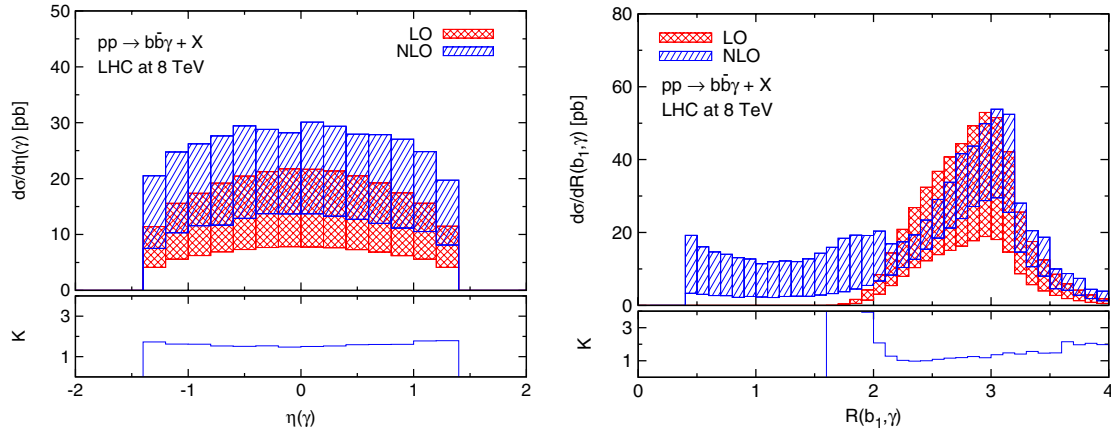 50
40
30
20
10
0
dσ/dη(γ) [pb]
pp → bb̄γ + X
LHC at 8 TeV
LO
NLO
3
1
K
-2
-1
0
1
2
η(γ)
80
60
40
20
0
dσ/dR(b₁,γ) [pb]
LO
NLO
pp → bb̄γ + X
LHC at 8 TeV
3
1
K
0
1
2
3
4
R(b₁,γ)